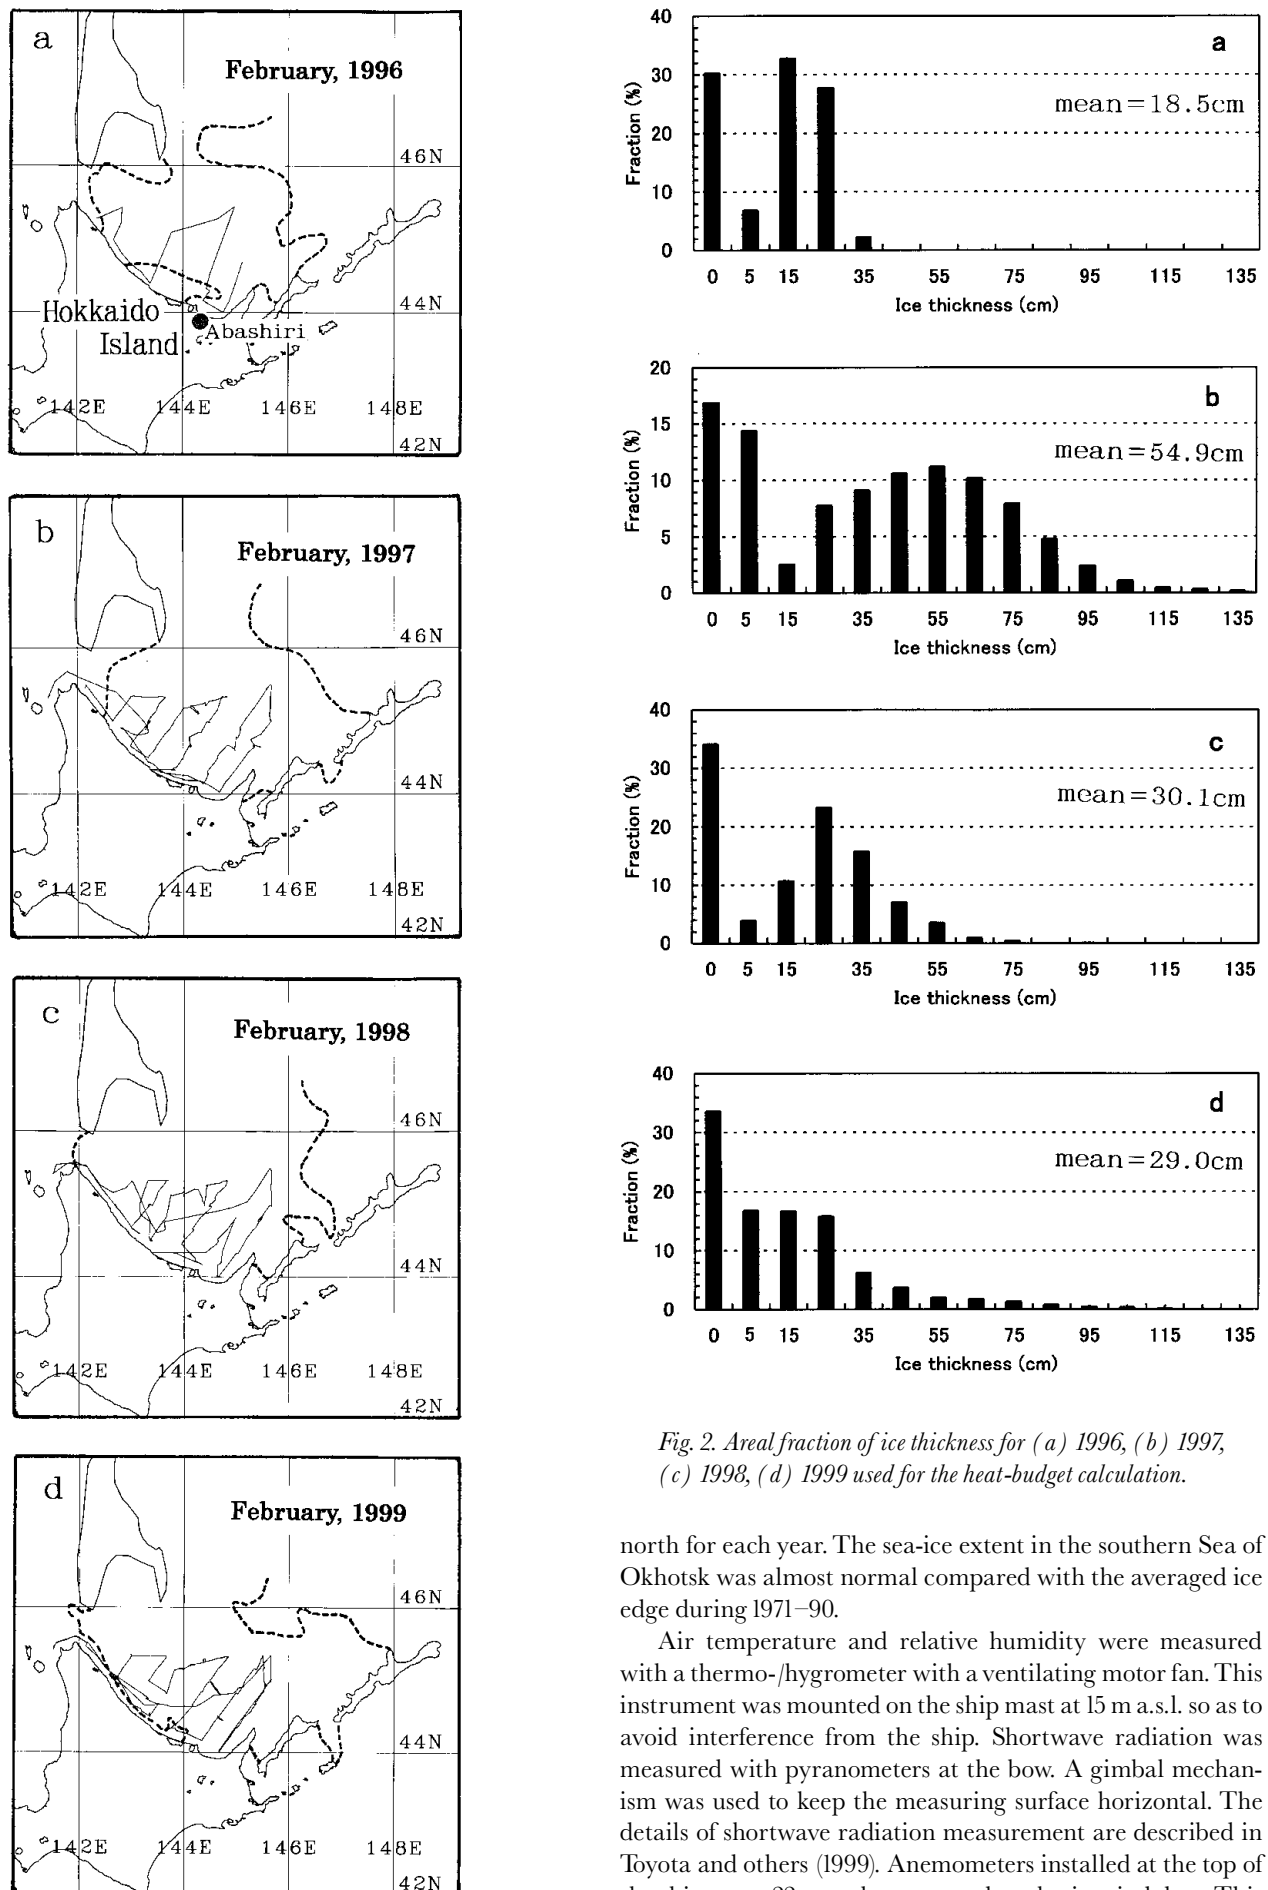 a
February, 1996
46N
44N
Hokkaido
Island
Abashiri
142E 144E 146E 148E
42N
b
February, 1997
46N
44N
142E 144E 146E 148E
42N
c
February, 1998
46N
44N
142E 144E 146E 148E
42N
d
February, 1999
46N
44N
142E 144E 146E 148E
42N
40
30
20
10
0
Fraction (%)
a
mean=18.5cm
0 5 15 35 55 75 95 115 135
Ice thickness (cm)
20
15
10
5
0
Fraction (%)
b
mean=54.9cm
0 5 15 35 55 75 95 115 135
Ice thickness (cm)
40
30
20
10
0
Fraction (%)
c
mean=30.1cm
0 5 15 35 55 75 95 115 135
Ice thickness (cm)
40
30
20
10
0
Fraction (%)
d
mean=29.0cm
0 5 15 35 55 75 95 115 135
Ice thickness (cm)
Fig. 2. Areal fraction of ice thickness for (a) 1996, (b) 1997,
(c) 1998, (d) 1999 used for the heat-budget calculation.
north for each year. The sea-ice extent in the southern Sea of
Okhotsk was almost normal compared with the averaged ice
edge during 1971–90.
Air temperature and relative humidity were measured
with a thermo-/hygrometer with a ventilating motor fan. This
instrument was mounted on the ship mast at 15 m a.s.l. so as to
avoid interference from the ship. Shortwave radiation was
measured with pyranometers at the bow. A gimbal mechan-
ism was used to keep the measuring surface horizontal. The
details of shortwave radiation measurement are described in
Toyota and others (1999). Anemometers installed at the top of